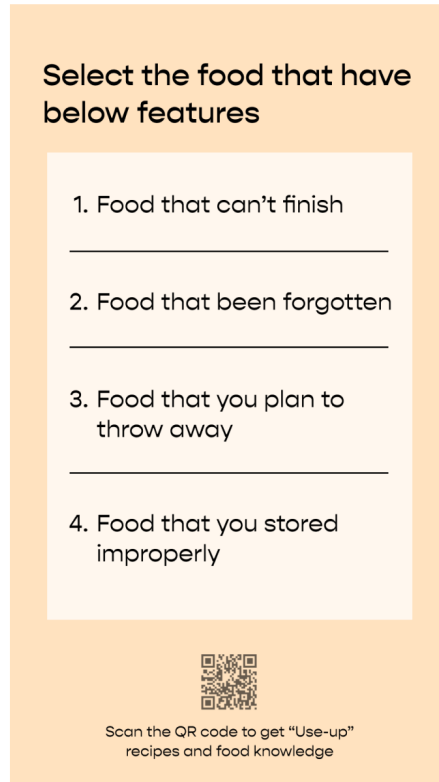 Select the food that have
below features
1. Food that can't finish
2. Food that been forgotten
3. Food that you plan to
throw away
4. Food that you stored
improperly
Scan the QR code to get “Use-up”
recipes and food knowledge